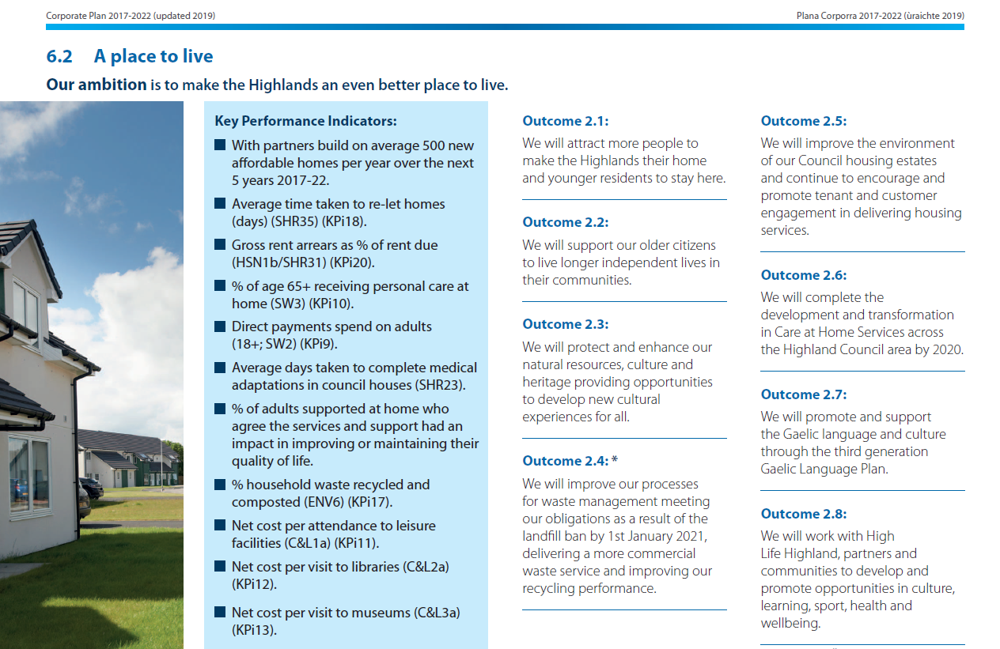 Corporate Plan 2017-2022 (updated 2019)
Plana Corporra 2017-2022 (ùraichte 2019)
6.2 A place to live
Our ambition is to make the Highlands an even better place to live.
Key Performance Indicators:
With partners build on average 500 new
affordable homes per year over the next
5 years 2017-22.
Average time taken to re-let homes
(days) (SHR35) (KPi18).
Gross rent arrears as % of rent due
(HSN1b/SHR31) (KPi20).
% of age 65+ receiving personal care at
home (SW3) (KPi10).
Direct payments spend on adults
(18+; SW2) (KPi9).
Average days taken to complete medical
adaptations in council houses (SHR23).
% of adults supported at home who
agree the services and support had an
impact in improving or maintaining their
quality of life.
% household waste recycled and
composted (ENV6) (KPi17).
Net cost per attendance to leisure
facilities (C&L1a) (KPi11).
Net cost per visit to libraries (C&L2a)
(KPi12).
Net cost per visit to museums (C&L3a)
(KPi13).
Outcome 2.1:
We will attract more people to
make the Highlands their home
and younger residents to stay here.
Outcome 2.2:
We will support our older citizens
to live longer independent lives in
their communities.
Outcome 2.3:
We will protect and enhance our
natural resources, culture and
heritage providing opportunities
to develop new cultural
experiences for all.
Outcome 2.4: *
We will improve our processes
for waste management meeting
our obligations as a result of the
landfill ban by 1st January 2021,
delivering a more commercial
waste service and improving our
recycling performance.
Outcome 2.5:
We will improve the environment
of our Council housing estates
and continue to encourage and
promote tenant and customer
engagement in delivering housing
services.
Outcome 2.6:
We will complete the
development and transformation
in Care at Home Services across
the Highland Council area by 2020.
Outcome 2.7:
We will promote and support
the Gaelic language and culture
through the third generation
Gaelic Language Plan.
Outcome 2.8:
We will work with High
Life Highland, partners and
communities to develop and
promote opportunities in culture,
learning, sport, health and
wellbeing.